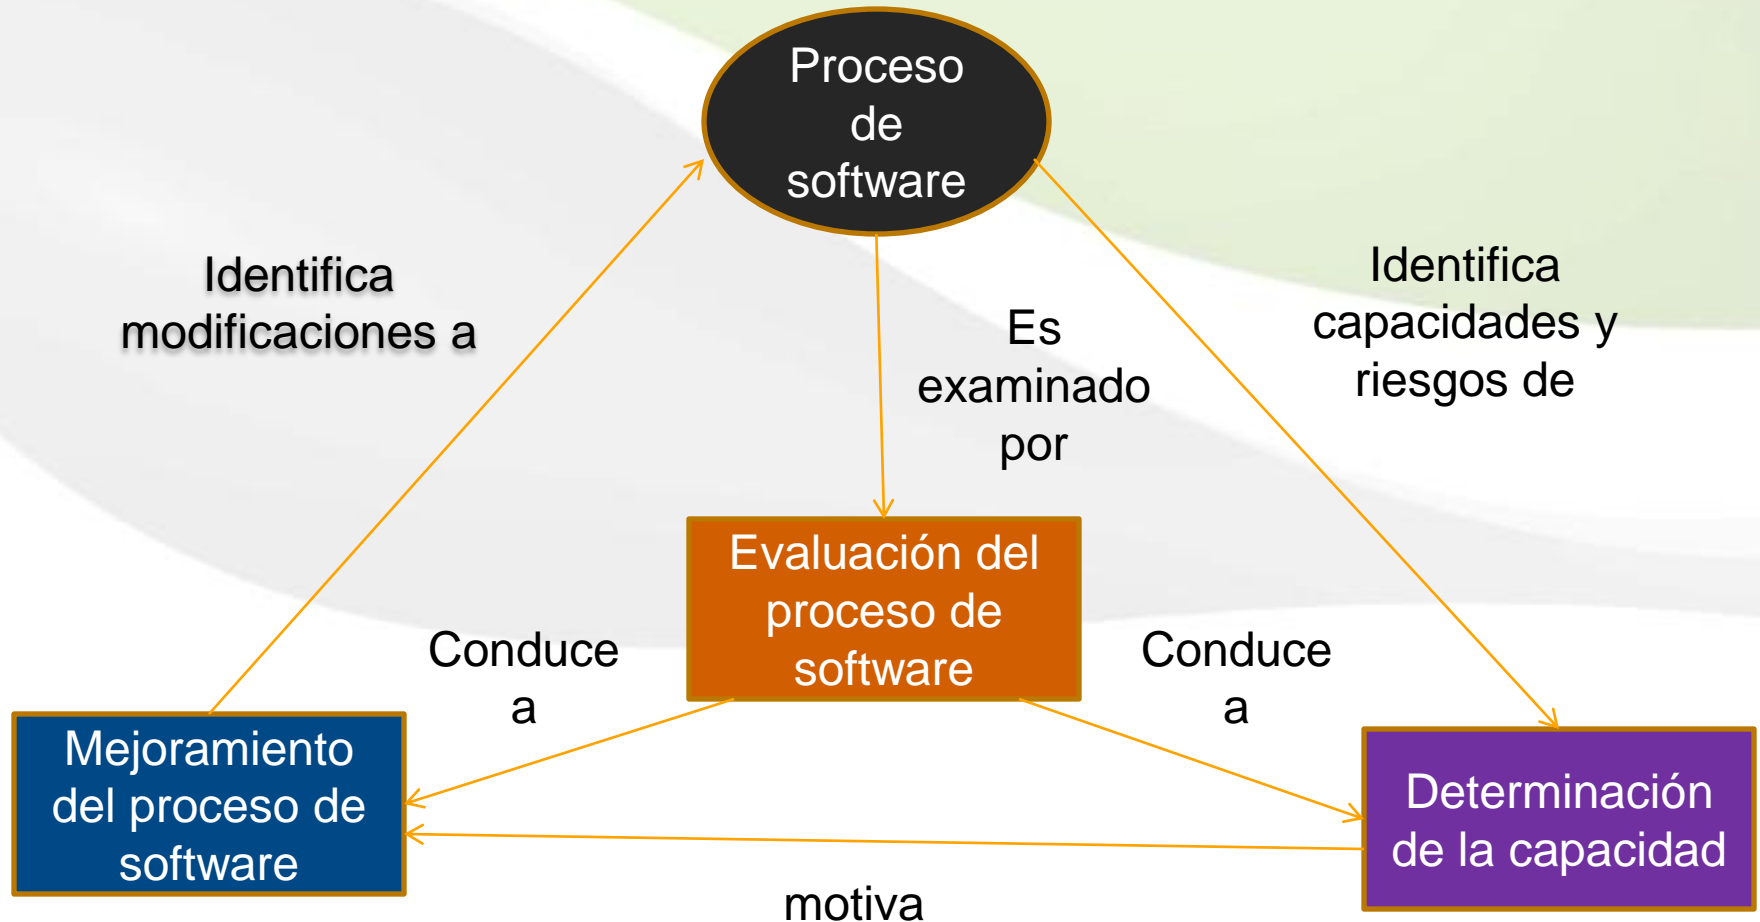 Proceso
de
software
Identifica
modificaciones a
Es
examinado
por
Identifica
capacidades y
riesgos de
Evaluación del
proceso de
software
Conduce
a
Conduce
a
Mejoramiento
del proceso de
software
Determinación
de la capacidad
motiva